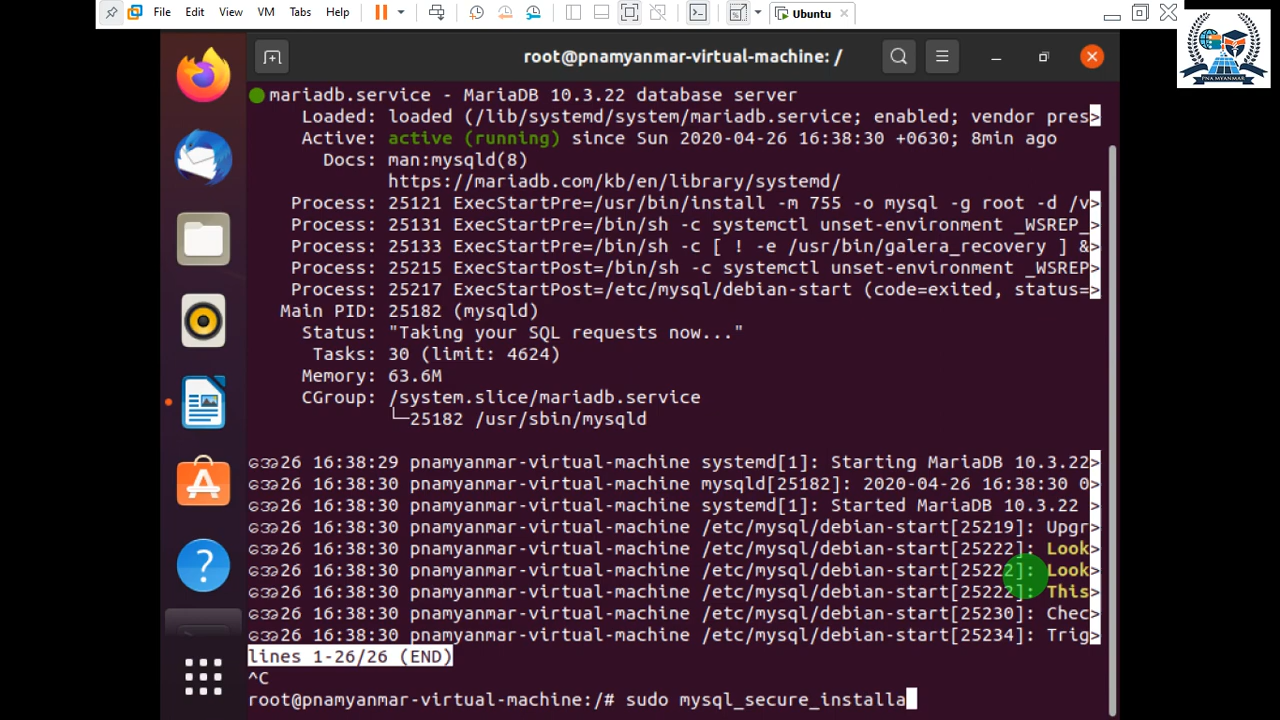 File Edit View VM Tabs Help Ubuntu
PNA MYANMAR
root@pnamyanmar-virtual-machine: /
mariadb.service - MariaDB 10.3.22 database server
Loaded: loaded (/lib/systemd/system/mariadb.service; enabled; vendor pres>
Active: active (running) since Sun 2020-04-26 16:38:30 +0630; 8min ago
Docs: man:mysqld(8)
https://mariadb.com/kb/en/library/systemd/
Process: 25121 ExecStartPre=/usr/bin/install -m 755 -o mysql -g root -d /v>
Process: 25131 ExecStartPre=/bin/sh -c systemctl unset-environment _WSREP_>
Process: 25133 ExecStartPre=/bin/sh -c [ ! -e /usr/bin/galera_recovery ] &>
Process: 25215 ExecStartPost=/bin/sh -c systemctl unset-environment _WSREP>
Process: 25217 ExecStartPost=/etc/mysql/debian-start (code=exited, status=>
Main PID: 25182 (mysqld)
Status: "Taking your SQL requests now..."
Tasks: 30 (limit: 4624)
Memory: 63.6M
CGroup: /system.slice/mariadb.service
└─25182 /usr/sbin/mysqld
အေ26 16:38:29 pnamyanmar-virtual-machine systemd[1]: Starting MariaDB 10.3.22>
အေ26 16:38:30 pnamyanmar-virtual-machine mysqld[25182]: 2020-04-26 16:38:30 0>
အေ26 16:38:30 pnamyanmar-virtual-machine systemd[1]: Started MariaDB 10.3.22 >
အေ26 16:38:30 pnamyanmar-virtual-machine /etc/mysql/debian-start[25219]: Upgr>
အေ26 16:38:30 pnamyanmar-virtual-machine /etc/mysql/debian-start[25222]: Look>
အေ26 16:38:30 pnamyanmar-virtual-machine /etc/mysql/debian-start[25222]: Look>
အေ26 16:38:30 pnamyanmar-virtual-machine /etc/mysql/debian-start[25222]: This>
အေ26 16:38:30 pnamyanmar-virtual-machine /etc/mysql/debian-start[25230]: Chec>
အေ26 16:38:30 pnamyanmar-virtual-machine /etc/mysql/debian-start[25234]: Trig>
lines 1-26/26 (END)
^C
root@pnamyanmar-virtual-machine:/# sudo mysql_secure_installa